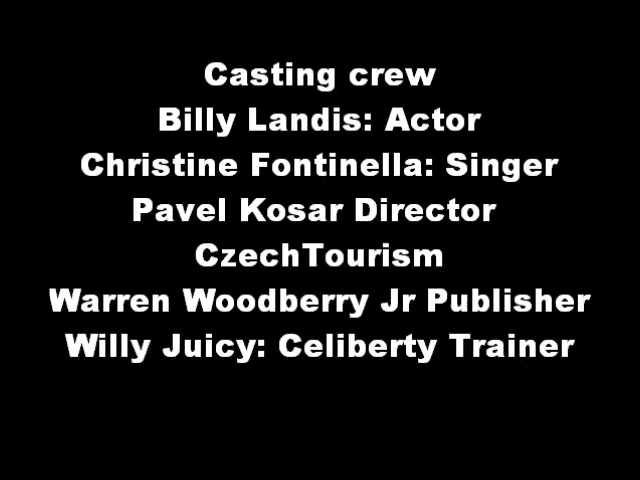 Casting crew
Billy Landis: Actor
Christine Fontinella: Singer
Pavel Kosar Director
CzechTourism
Warren Woodberry Jr Publisher
Willy Juicy: Celiberty Trainer